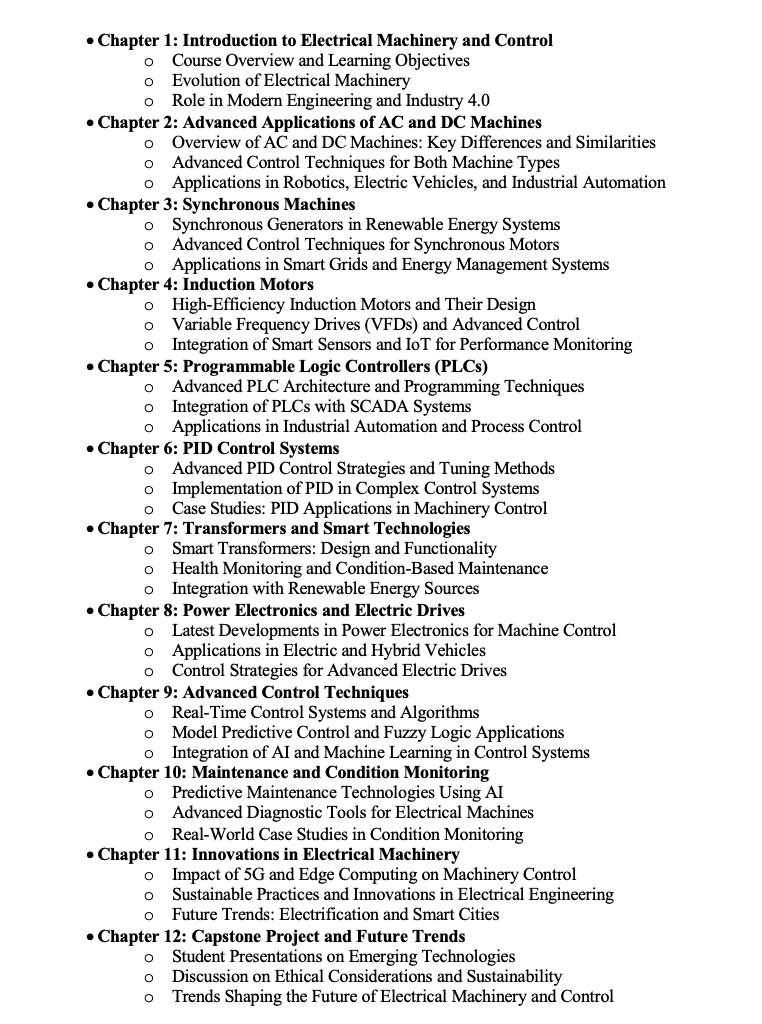 • Chapter 1: Introduction to Electrical Machinery and Control
o Course Overview and Learning Objectives
o Evolution of Electrical Machinery
o Role in Modern Engineering and Industry 4.0
• Chapter 2: Advanced Applications of AC and DC Machines
o Overview of AC and DC Machines: Key Differences and Similarities
o Advanced Control Techniques for Both Machine Types
o Applications in Robotics, Electric Vehicles, and Industrial Automation
• Chapter 3: Synchronous Machines
o Synchronous Generators in Renewable Energy Systems
o Advanced Control Techniques for Synchronous Motors
o Applications in Smart Grids and Energy Management Systems
• Chapter 4: Induction Motors
o High-Efficiency Induction Motors and Their Design
o Variable Frequency Drives (VFDs) and Advanced Control
o Integration of Smart Sensors and IoT for Performance Monitoring
• Chapter 5: Programmable Logic Controllers (PLCs)
o Advanced PLC Architecture and Programming Techniques
o Integration of PLCs with SCADA Systems
o Applications in Industrial Automation and Process Control
• Chapter 6: PID Control Systems
o Advanced PID Control Strategies and Tuning Methods
o Implementation of PID in Complex Control Systems
o Case Studies: PID Applications in Machinery Control
• Chapter 7: Transformers and Smart Technologies
o Smart Transformers: Design and Functionality
o Health Monitoring and Condition-Based Maintenance
o Integration with Renewable Energy Sources
• Chapter 8: Power Electronics and Electric Drives
o Latest Developments in Power Electronics for Machine Control
o Applications in Electric and Hybrid Vehicles
o Control Strategies for Advanced Electric Drives
• Chapter 9: Advanced Control Techniques
o Real-Time Control Systems and Algorithms
o Model Predictive Control and Fuzzy Logic Applications
o Integration of AI and Machine Learning in Control Systems
• Chapter 10: Maintenance and Condition Monitoring
o Predictive Maintenance Technologies Using AI
o Advanced Diagnostic Tools for Electrical Machines
o Real-World Case Studies in Condition Monitoring
• Chapter 11: Innovations in Electrical Machinery
o Impact of 5G and Edge Computing on Machinery Control
o Sustainable Practices and Innovations in Electrical Engineering
o Future Trends: Electrification and Smart Cities
• Chapter 12: Capstone Project and Future Trends
o Student Presentations on Emerging Technologies
o Discussion on Ethical Considerations and Sustainability
o Trends Shaping the Future of Electrical Machinery and Control